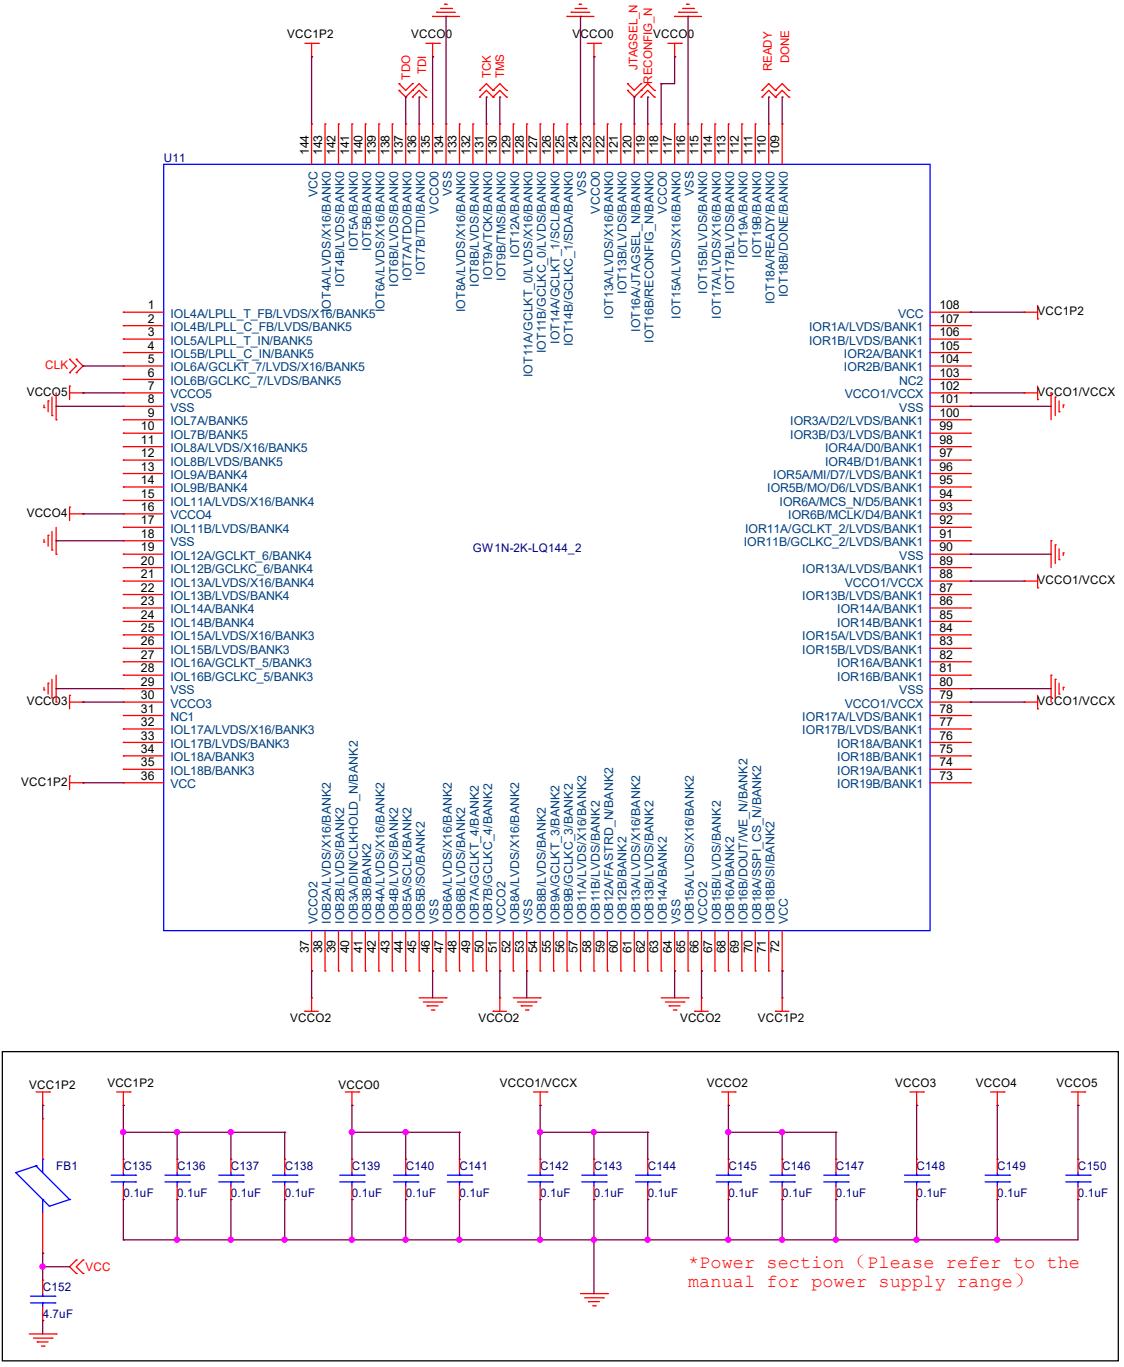 VCC1P2
TDO
TDI
VCCO0
TCK
TMS
VCCO0
JTAGSEL_N
RECONFIG_N
VCCO0
READY
DONE
144
143
142
141
140
139
138
137
136
135
134
133
132
131
130
129
128
127
126
125
124
123
122
121
120
119
118
117
116
115
114
113
112
111
110
109
U11
VCC
IOT4A/LVDS/X16/BANK0
IOT4B/LVDS/BANK0
IOT5A/BANK0
IOT5B/BANK0
IOT6A/LVDS/X16/BANK0
IOT6B/LVDS/BANK0
IOT7A/TDO/BANK0
IOT7B/TDI/BANK0
VCCO0
VSS
IOT8A/LVDS/X16/BANK0
IOT8B/LVDS/BANK0
IOT9A/TCK/BANK0
IOT9B/TMS/BANK0
IOT12A/BANK0
IOT11A/GCLKT_0/LVDS/X16/BANK0
IOT11B/GCLKC_0/LVDS/BANK0
IOT14A/GCLKT_1/SCL/BANK0
IOT14B/GCLKC_1/SDA/BANK0
VSS
VCCO0
IOT13A/LVDS/X16/BANK0
IOT13B/LVDS/BANK0
IOT16A/JTAGSEL_N/BANK0
IOT16B/RECONFIG_N/BANK0
VCCO0
IOT15A/LVDS/X16/BANK0
VSS
IOT15B/LVDS/BANK0
IOT17A/LVDS/X16/BANK0
IOT17B/LVDS/BANK0
IOT19A/BANK0
IOT19B/BANK0
IOT18A/READY/BANK0
IOT18B/DONE/BANK0
1 IOL4A/LPLL_T_FB/LVDS/X16/BANK5
2 IOL4B/LPLL_C_FB/LVDS/BANK5
3 IOL5A/LPLL_T_IN/BANK5
4 IOL5B/LPLL_C_IN/BANK5
CLK 5 IOL6A/GCLKT_7/LVDS/X16/BANK5
6 IOL6B/GCLKC_7/LVDS/BANK5
VCCO5 7 VCCO5
8 VSS
9 IOL7A/BANK5
10 IOL7B/BANK5
11 IOL8A/LVDS/X16/BANK5
12 IOL8B/LVDS/BANK5
13 IOL9A/BANK4
14 IOL9B/BANK4
15 IOL11A/LVDS/X16/BANK4
VCCO4 16 VCCO4
17 IOL11B/LVDS/BANK4
18 VSS
19 IOL12A/GCLKT_6/BANK4
20 IOL12B/GCLKC_6/BANK4
21 IOL13A/LVDS/X16/BANK4
22 IOL13B/LVDS/BANK4
23 IOL14A/BANK4
24 IOL14B/BANK4
25 IOL15A/LVDS/X16/BANK3
26 IOL15B/LVDS/BANK3
27 IOL16A/GCLKT_5/BANK3
28 IOL16B/GCLKC_5/BANK3
29 VSS
VCCO3 30 VCCO3
31 NC1
32 IOL17A/LVDS/X16/BANK3
33 IOL17B/LVDS/BANK3
34 IOL18A/BANK3
35 IOL18B/BANK3
VCC1P2 36 VCC
GW1N-2K-LQ144_2
VCC 108 VCC1P2
IOR1A/LVDS/BANK1 107
IOR1B/LVDS/BANK1 106
IOR2A/BANK1 105
IOR2B/BANK1 104
NC2 103
VCCO1/VCCX 102 VCCO1/VCCX
VSS 101
IOR3A/D2/LVDS/BANK1 100
IOR3B/D3/LVDS/BANK1 99
IOR4A/D0/BANK1 98
IOR4B/D1/BANK1 97
IOR5A/MI/D7/LVDS/BANK1 96
IOR5B/MO/D6/LVDS/BANK1 95
IOR6A/MCS_N/D5/BANK1 94
IOR6B/MCLK/D4/BANK1 93
IOR11A/GCLKT_2/LVDS/BANK1 92
IOR11B/GCLKC_2/LVDS/BANK1 91
VSS 90
IOR13A/LVDS/BANK1 89
VCCO1/VCCX 88 VCCO1/VCCX
IOR13B/LVDS/BANK1 87
IOR14A/BANK1 86
IOR14B/BANK1 85
IOR15A/LVDS/BANK1 84
IOR15B/LVDS/BANK1 83
IOR16A/BANK1 82
IOR16B/BANK1 81
VSS 80
VCCO1/VCCX 79 VCCO1/VCCX
IOR17A/LVDS/BANK1 78
IOR17B/LVDS/BANK1 77
IOR18A/BANK1 76
IOR18B/BANK1 75
IOR19A/BANK1 74
IOR19B/BANK1 73
VCCO2
IOB2A/LVDS/X16/BANK2
IOB2B/LVDS/BANK2
IOB3A/DIN/CLKHOLD_N/BANK2
IOB3B/BANK2
IOB4A/LVDS/X16/BANK2
IOB4B/LVDS/BANK2
IOB5A/SCLK/BANK2
IOB5B/SO/BANK2
VSS
IOB6A/LVDS/X16/BANK2
IOB6B/LVDS/BANK2
IOB7A/GCLKT_4/BANK2
IOB7B/GCLKC_4/BANK2
VCCO2
IOB8A/LVDS/X16/BANK2
VSS
IOB8B/LVDS/BANK2
IOB9A/GCLKT_3/BANK2
IOB9B/GCLKC_3/BANK2
IOB11A/LVDS/X16/BANK2
IOB11B/LVDS/BANK2
IOB12A/FASTRD_N/BANK2
IOB12B/BANK2
IOB13A/LVDS/X16/BANK2
IOB13B/LVDS/BANK2
IOB14A/BANK2
VSS
IOB15A/LVDS/X16/BANK2
VCCO2
IOB15B/LVDS/BANK2
IOB16A/BANK2
IOB16B/DOUT/WE_N/BANK2
IOB18A/SSPI_CS_N/BANK2
IOB18B/SI/BANK2
VCC
37
38
39
40
41
42
43
44
45
46
47
48
49
50
51
52
53
54
55
56
57
58
59
60
61
62
63
64
65
66
67
68
69
70
71
72
VCCO2
VCCO2
VCCO2
VCC1P2
VCC1P2 VCC1P2 VCCO0 VCCO1/VCCX VCCO2 VCCO3 VCCO4 VCCO5
FB1 C135 C136 C137 C138 C139 C140 C141 C142 C143 C144 C145 C146 C147 C148 C149 C150
0.1uF 0.1uF 0.1uF 0.1uF 0.1uF 0.1uF 0.1uF 0.1uF 0.1uF 0.1uF 0.1uF 0.1uF 0.1uF 0.1uF 0.1uF 0.1uF
VCC
C152
4.7uF
*Power section（Please refer to the
manual for power supply range）